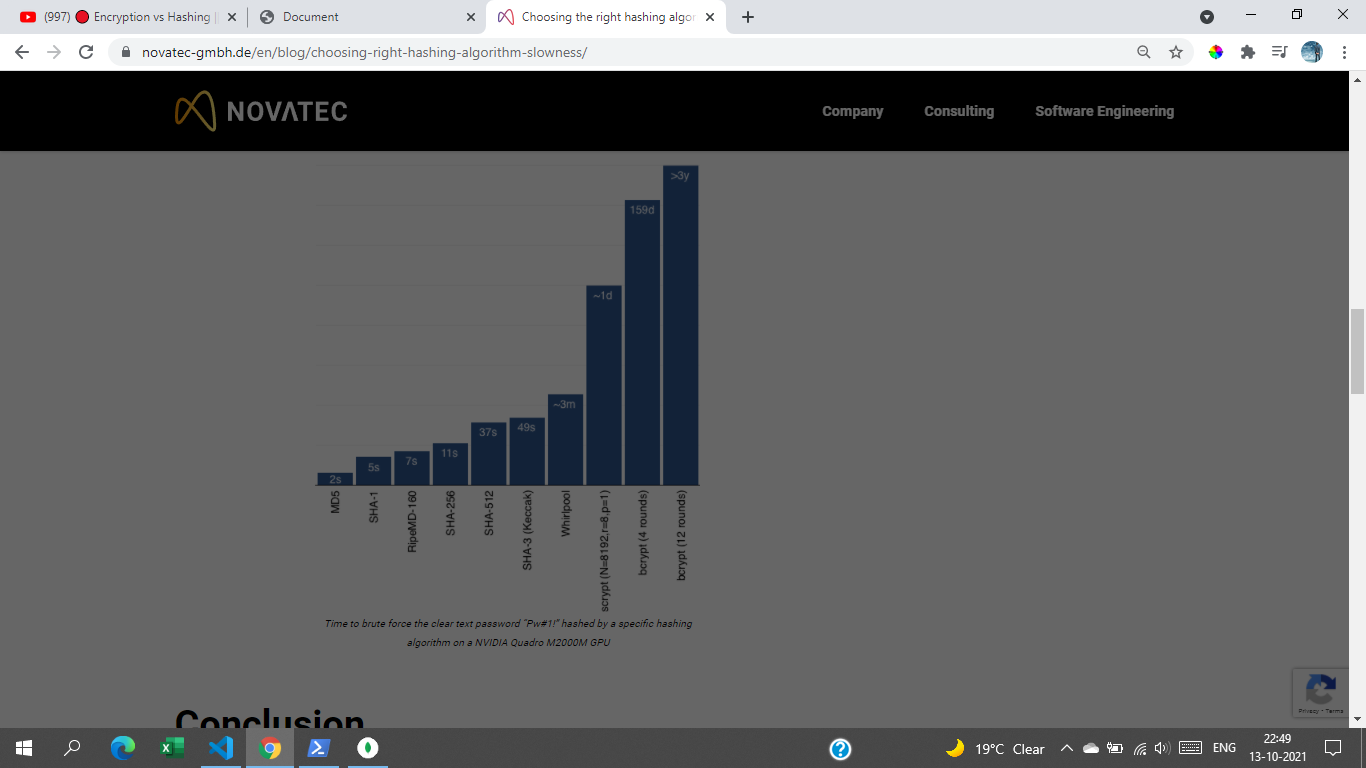 (997) 🔴 Encryption vs Hashing ||
Document
Choosing the right hashing algor
novatec-gmbh.de/en/blog/choosing-right-hashing-algorithm-slowness/
NOVATEC
Company
Consulting
Software Engineering
2s
5s
7s
11s
37s
49s
~3m
~1d
159d
>3y
MD5
SHA-1
RipeMD-160
SHA-256
SHA-512
SHA-3 (Keccak)
Whirlpool
scrypt (N=8192,r=8,p=1)
bcrypt (4 rounds)
bcrypt (12 rounds)
Time to brute force the clear text password "Pw#1!" hashed by a specific hashing
algorithm on a NVIDIA Quadro M2000M GPU
Conclusion
Privacy - Terms
19°C Clear
ENG
22:49
13-10-2021